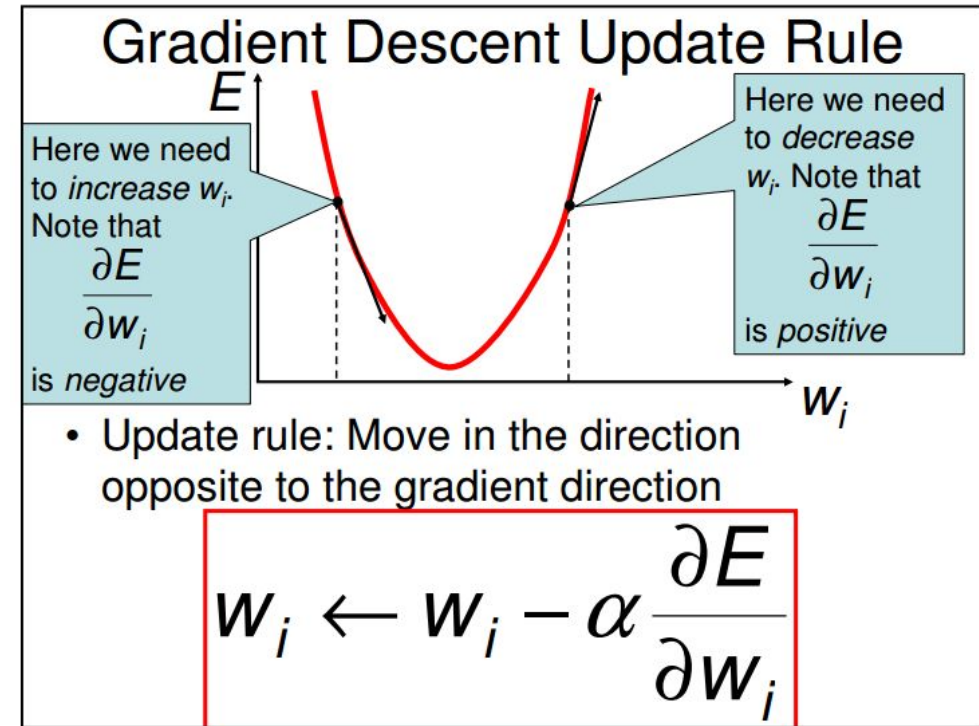 Gradient Descent Update Rule
E
Here we need
to increase wᵢ.
Note that
∂E
∂wᵢ
is negative
Here we need
to decrease
wᵢ. Note that
∂E
∂wᵢ
is positive
wᵢ
• Update rule: Move in the direction
opposite to the gradient direction
wᵢ ← wᵢ − α ∂E/∂wᵢ